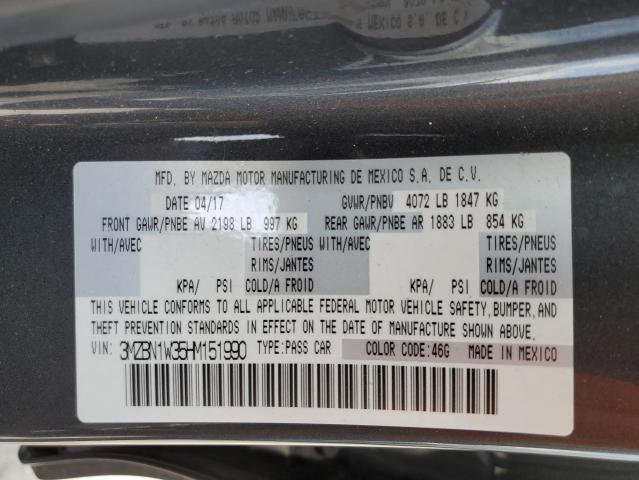 MFD. BY MAZDA MOTOR MANUFACTURING DE MEXICO S.A. DE C.V.
DATE 04/17 GVWR/PNBV 4072 LB 1847 KG
FRONT GAWR/PNBE AV 2198 LB 997 KG REAR GAWR/PNBE AR 1883 LB 854 KG
WITH/AVEC TIRES/PNEUS WITH/AVEC TIRES/PNEUS
RIMS/JANTES RIMS/JANTES
KPA/ PSI COLD/A FROID KPA/ PSI COLD/A FROID
THIS VEHICLE CONFORMS TO ALL APPLICABLE FEDERAL MOTOR VEHICLE SAFETY, BUMPER, AND
THEFT PREVENTION STANDARDS IN EFFECT ON THE DATE OF MANUFACTURE SHOWN ABOVE.
VIN: 3MZBN1W35HM151990 TYPE:PASS CAR COLOR CODE:46G MADE IN MEXICO